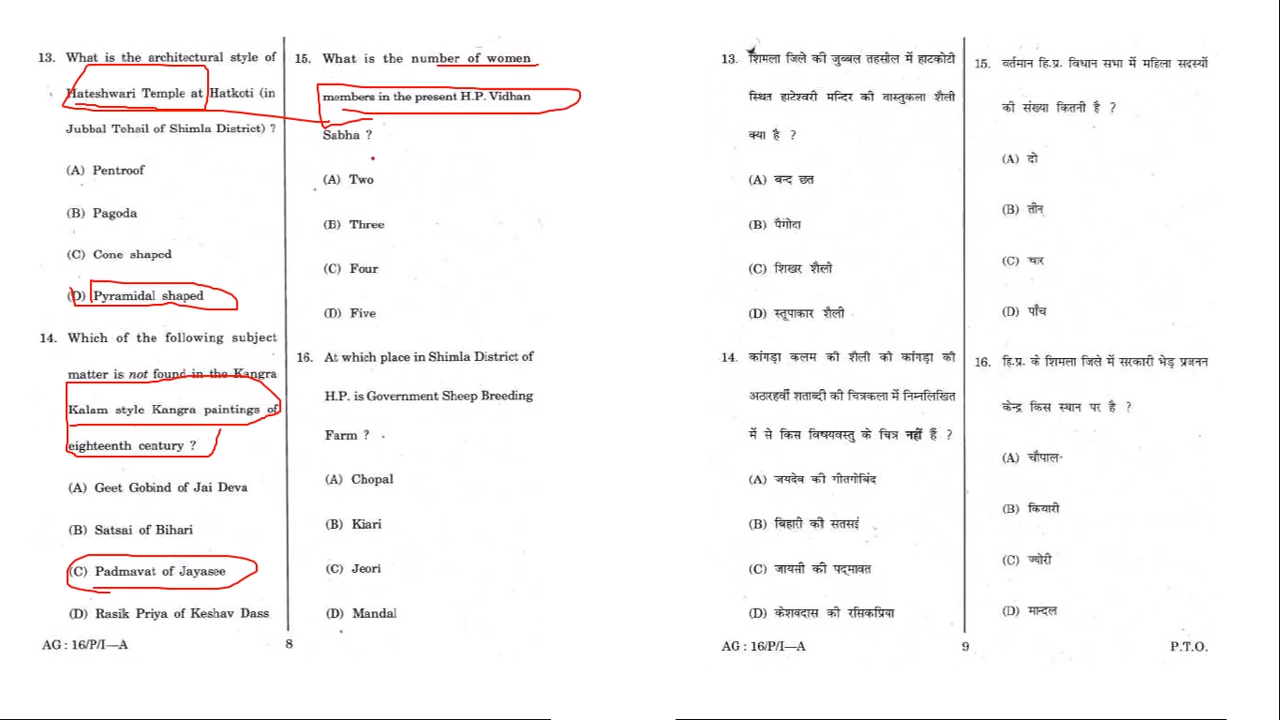 13. What is the architectural style of
Hateshwari Temple at Hatkoti (in
Jubbal Tehsil of Shimla District) ?
(A) Pentroof
(B) Pagoda
(C) Cone shaped
(D) Pyramidal shaped
14. Which of the following subject
matter is not found in the Kangra
Kalam style Kangra paintings of
eighteenth century ?
(A) Geet Gobind of Jai Deva
(B) Satsai of Bihari
(C) Padmavat of Jayasee
(D) Rasik Priya of Keshav Dass
AG : 16/P/I—A
8
15. What is the number of women
members in the present H.P. Vidhan
Sabha ?
(A) Two
(B) Three
(C) Four
(D) Five
16. At which place in Shimla District of
H.P. is Government Sheep Breeding
Farm ?
(A) Chopal
(B) Kiari
(C) Jeori
(D) Mandal
13. शिमला जिले की जुब्बल तहसील में हाटकोटी
स्थित हाटेश्वरी मन्दिर की वास्तुकला शैली
क्या है ?
(A) बन्द छत
(B) पैगोदा
(C) शिखर शैली
(D) स्तूपाकार शैली
14. कांगड़ा कलम की शैली की कांगड़ा की
अठारहवीं शताब्दी की चित्रकला में निम्नलिखित
में से किस विषयवस्तु के चित्र नहीं हैं ?
(A) जयदेव की गीतगोबिंद
(B) बिहारी की सतसई
(C) जायसी की पद्मावत
(D) केशवदास की रसिकप्रिया
AG : 16/P/I—A
9
15. वर्तमान हि.प्र. विधान सभा में महिला सदस्यों
की संख्या कितनी है ?
(A) दो
(B) तीन
(C) चार
(D) पाँच
16. हि.प्र. के शिमला जिले में सरकारी भेड़ प्रजनन
केन्द्र किस स्थान पर है ?
(A) चौपाल
(B) कियारी
(C) ज्योरी
(D) मान्दल
P.T.O.